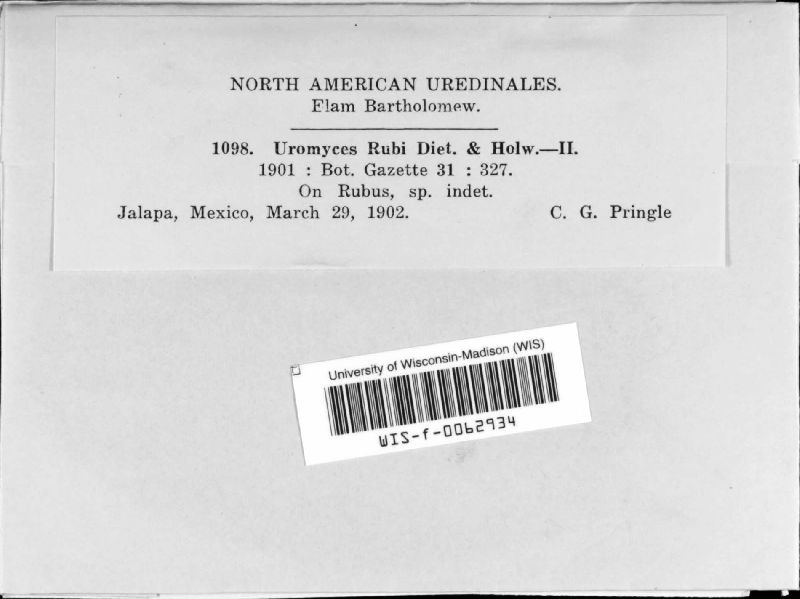 NORTH AMERICAN UREDINALES.
Elam Bartholomew.
1098. Uromyces Rubi Diet. & Holw.—II.
1901 : Bot. Gazette 31 : 327.
On Rubus, sp. indet.
Jalapa, Mexico, March 29, 1902. C. G. Pringle
University of Wisconsin-Madison (WIS)
WIS-f-0062934